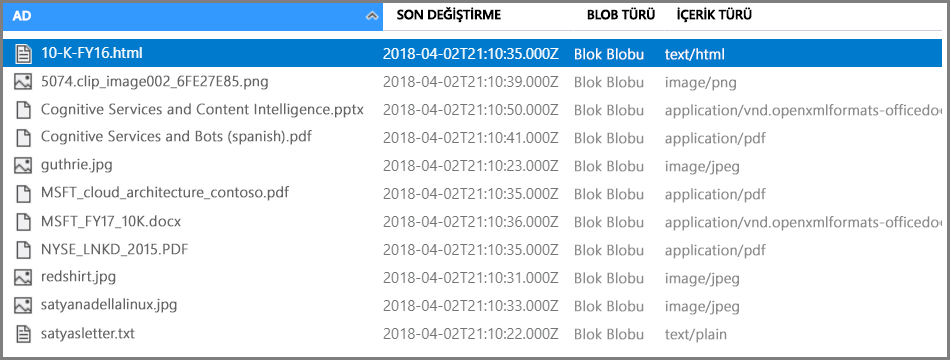 AD SON DEĞİŞTİRME BLOB TÜRÜ İÇERİK TÜRÜ
10-K-FY16.html 2018-04-02T21:10:35.000Z Blok Blobu text/html
5074.clip_image002_6FE27E85.png 2018-04-02T21:10:39.000Z Blok Blobu image/png
Cognitive Services and Content Intelligence.pptx 2018-04-02T21:10:50.000Z Blok Blobu application/vnd.openxmlformats-officedo
Cognitive Services and Bots (spanish).pdf 2018-04-02T21:10:41.000Z Blok Blobu application/pdf
guthrie.jpg 2018-04-02T21:10:23.000Z Blok Blobu image/jpeg
MSFT_cloud_architecture_contoso.pdf 2018-04-02T21:10:35.000Z Blok Blobu application/pdf
MSFT_FY17_10K.docx 2018-04-02T21:10:36.000Z Blok Blobu application/vnd.openxmlformats-officedo
NYSE_LNKD_2015.PDF 2018-04-02T21:10:35.000Z Blok Blobu application/pdf
redshirt.jpg 2018-04-02T21:10:31.000Z Blok Blobu image/jpeg
satyanadellalinux.jpg 2018-04-02T21:10:33.000Z Blok Blobu image/jpeg
satyasletter.txt 2018-04-02T21:10:22.000Z Blok Blobu text/plain